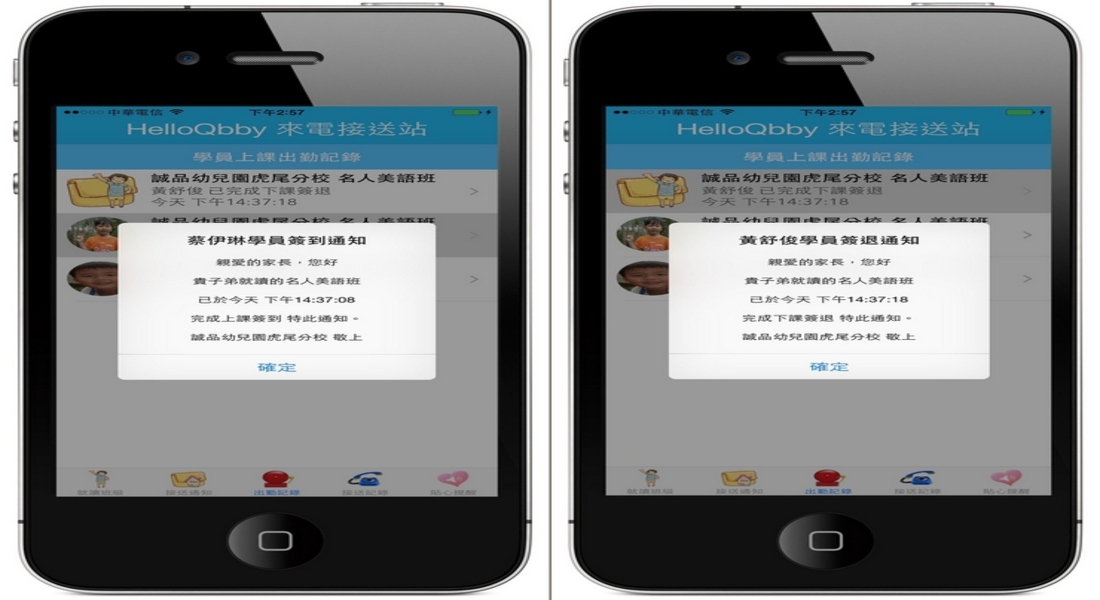 中華電信 下午2:57
HelloQbby 來電接送站
學員上課出勤記錄
誠品幼兒園虎尾分校 名人美語班
黃舒俊 已完成下課簽退
今天 下午14:37:18
誠品幼兒園虎尾分校 名人美語班
蔡伊琳學員簽到通知
親愛的家長，您好
貴子弟就讀的名人美語班
已於今天 下午14:37:08
完成上課簽到 特此通知。
誠品幼兒園虎尾分校 敬上
確定
就讀班級 接送通知 出勤記錄 接送記錄 貼心提醒
中華電信 下午2:57
HelloQbby 來電接送站
學員上課出勤記錄
誠品幼兒園虎尾分校 名人美語班
黃舒俊 已完成下課簽退
今天 下午14:37:18
誠品幼兒園虎尾分校 名人美語班
黃舒俊學員簽退通知
親愛的家長，您好
貴子弟就讀的名人美語班
已於今天 下午14:37:18
完成下課簽退 特此通知。
誠品幼兒園虎尾分校 敬上
確定
就讀班級 接送通知 出勤記錄 接送記錄 貼心提醒